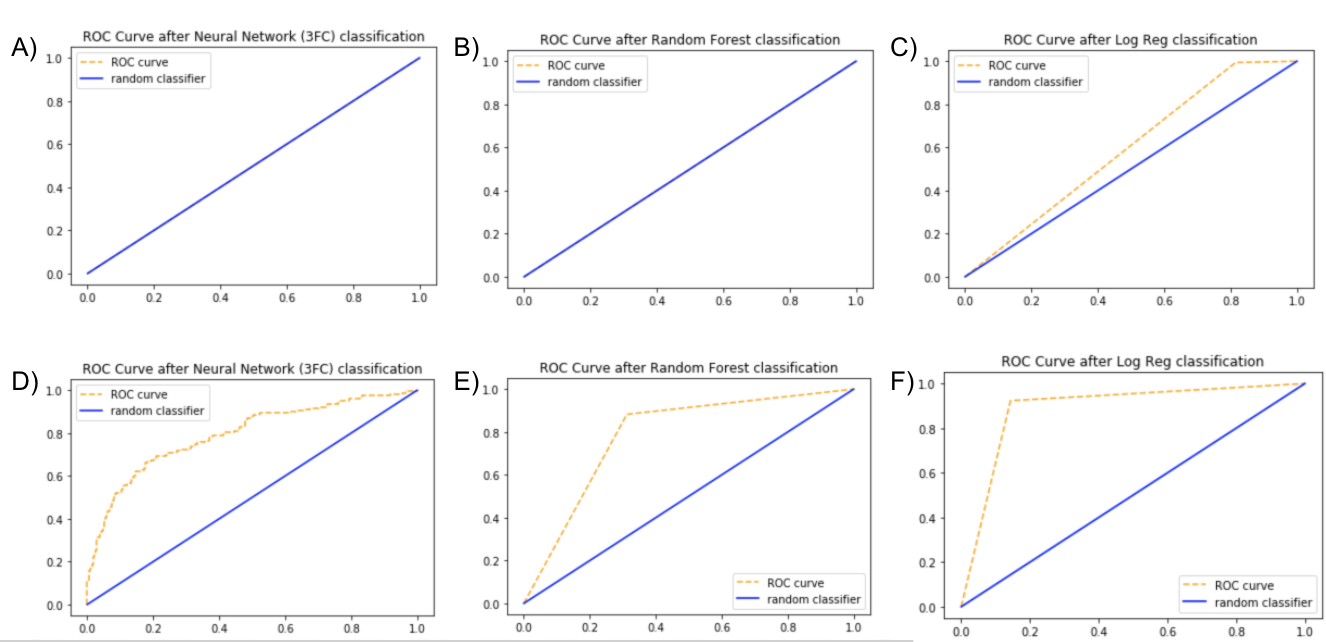 A)
ROC Curve after Neural Network (3FC) classification
ROC curve
random classifier
1.0
0.8
0.6
0.4
0.2
0.0
0.0 0.2 0.4 0.6 0.8 1.0
B)
ROC Curve after Random Forest classification
ROC curve
random classifier
1.0
0.8
0.6
0.4
0.2
0.0
0.0 0.2 0.4 0.6 0.8 1.0
C)
ROC Curve after Log Reg classification
ROC curve
random classifier
1.0
0.8
0.6
0.4
0.2
0.0
0.0 0.2 0.4 0.6 0.8 1.0
D)
ROC Curve after Neural Network (3FC) classification
ROC curve
random classifier
1.0
0.8
0.6
0.4
0.2
0.0
0.0 0.2 0.4 0.6 0.8 1.0
E)
ROC Curve after Random Forest classification
1.0
0.8
0.6
0.4
0.2
0.0
ROC curve
random classifier
0.0 0.2 0.4 0.6 0.8 1.0
F)
ROC Curve after Log Reg classification
1.0
0.8
0.6
0.4
0.2
0.0
ROC curve
random classifier
0.0 0.2 0.4 0.6 0.8 1.0